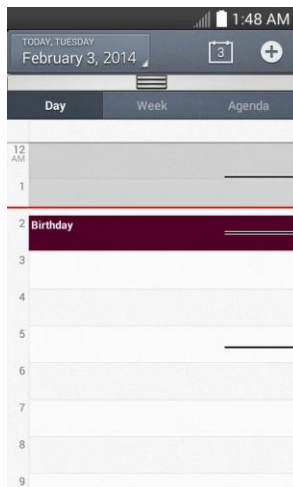 1:48 AM
TODAY, TUESDAY
February 3, 2014
3
Day Week Agenda
12
AM
1
2 Birthday
3
4
5
6
7
8
9